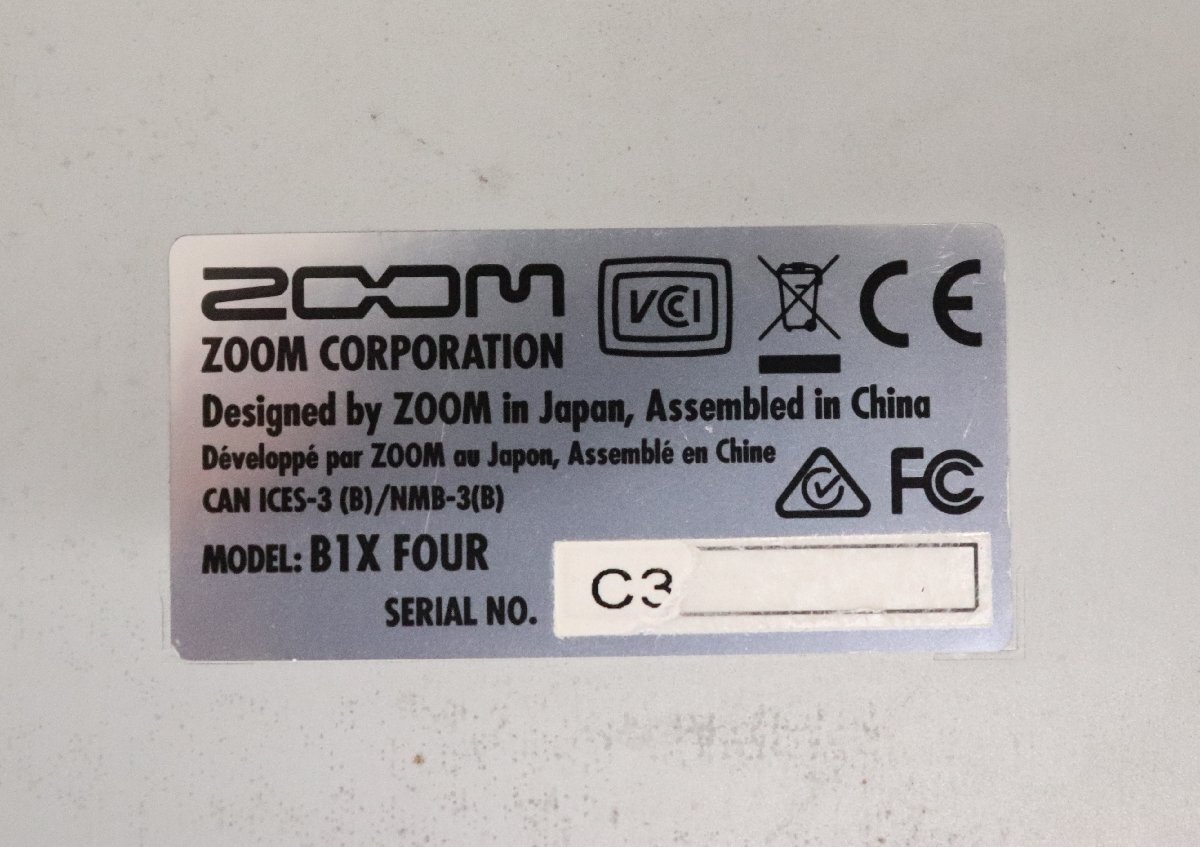 ZOOM
ZOOM CORPORATION
VCCI
CE
Designed by ZOOM in Japan, Assembled in China
Développé par ZOOM au Japon, Assemblé en Chine
FC
CAN ICES-3 (B)/NMB-3(B)
MODEL: B1X FOUR
SERIAL NO.
C3